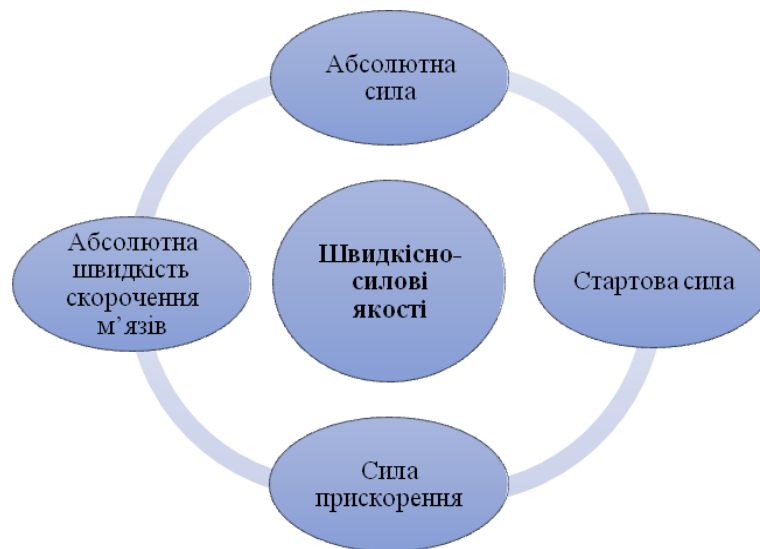 Абсолютна
сила
Абсолютна
швидкість
скорочення
м’язів
Швидкісно-
силові
якості
Стартова сила
Сила
прискорення